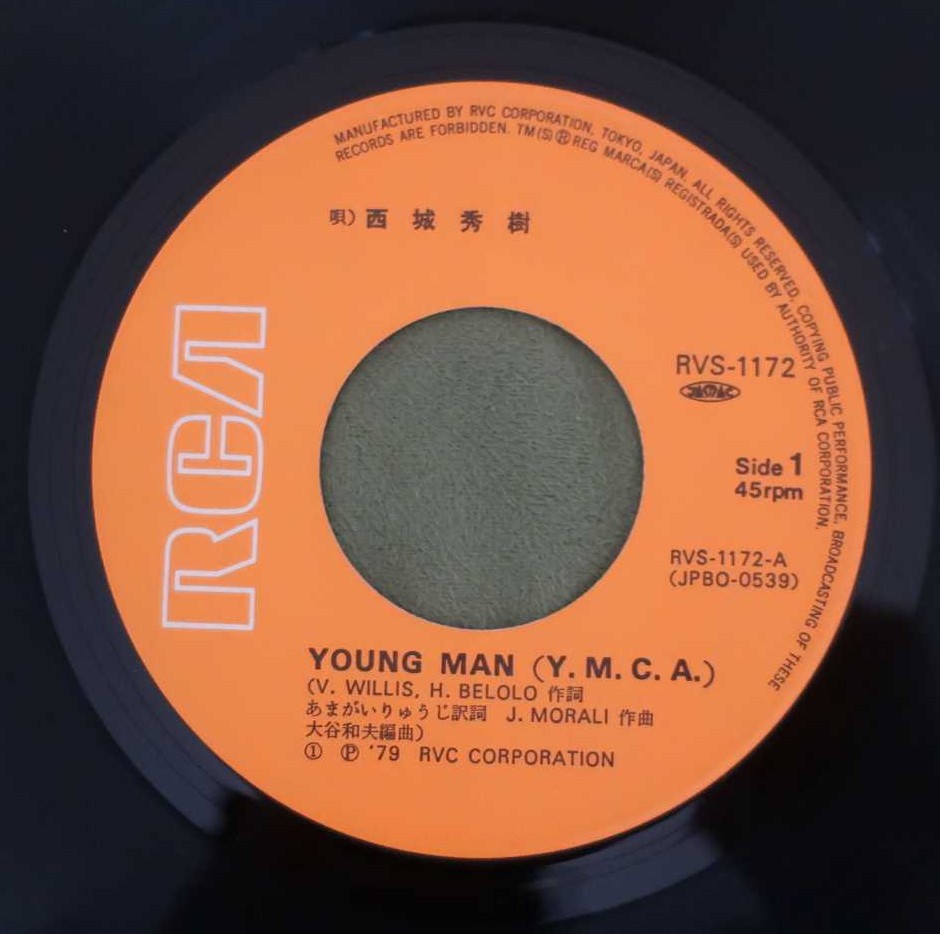 MANUFACTURED BY RVC CORPORATION, TOKYO, JAPAN. ALL RIGHTS RESERVED, COPYING PUBLIC PERFORMANCE, BROADCASTING OF THESE
RECORDS ARE FORBIDDEN. TM(S)®REG MARCA(S) REGISTRADA(S) USED BY AUTHORITY OF RCA CORPORATION.
唄)西城秀樹
RCA
RVS-1172
Side 1
45rpm
RVS-1172-A
(JPBO-0539)
YOUNG MAN (Y. M. C. A.)
(V. WILLIS, H. BELOLO 作詞
あまがいりゅうじ訳詞 J. MORALI 作曲
大谷和夫編曲)
① Ⓟ '79 RVC CORPORATION